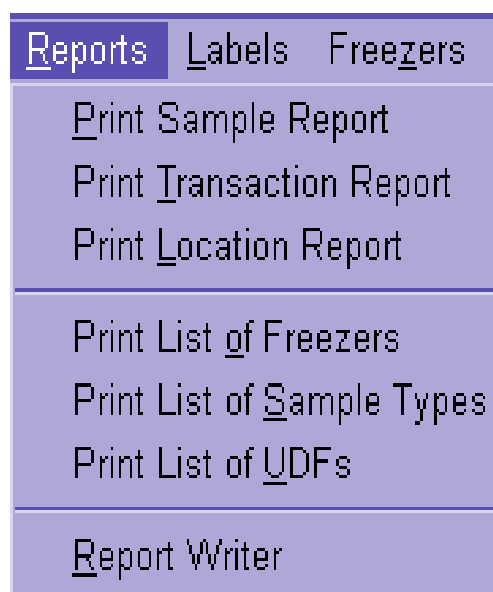 Reports Labels Freezers
Print Sample Report
Print Transaction Report
Print Location Report
Print List of Freezers
Print List of Sample Types
Print List of UDFs
Report Writer